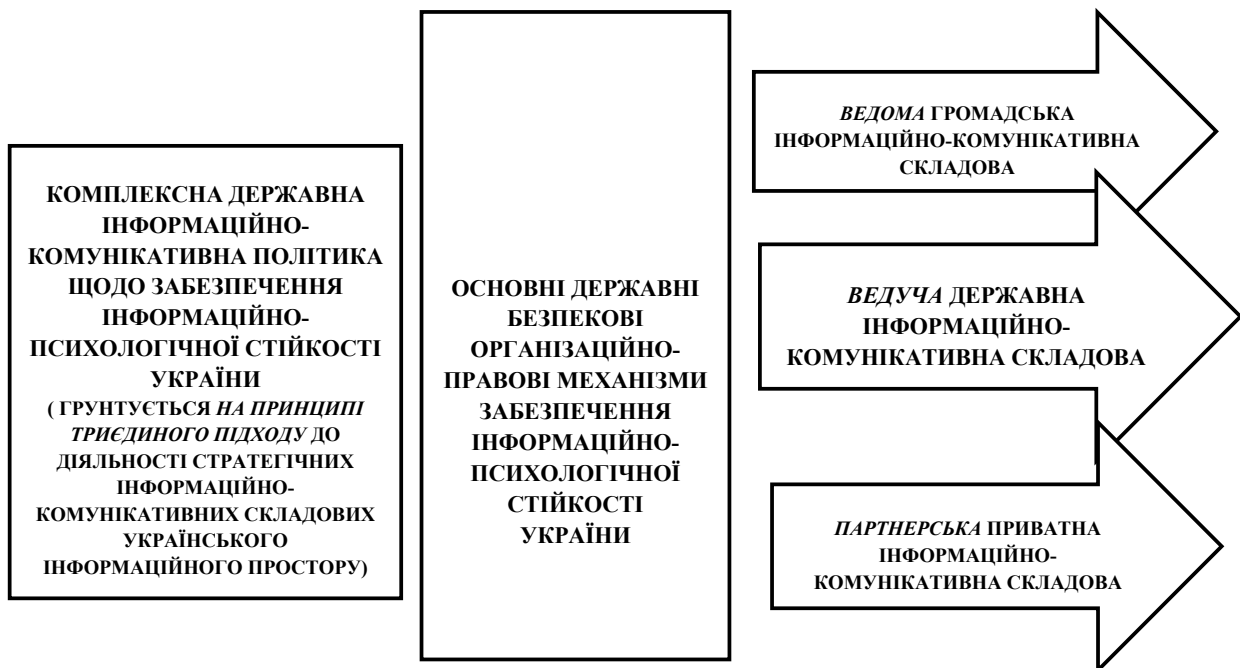 КОМПЛЕКСНА ДЕРЖАВНА
ІНФОРМАЦІЙНО-
КОМУНІКАТИВНА ПОЛІТИКА
ЩОДО ЗАБЕЗПЕЧЕННЯ
ІНФОРМАЦІЙНО-
ПСИХОЛОГІЧНОЇ СТІЙКОСТІ
УКРАЇНИ
( ГРУНТУЄТЬСЯ НА ПРИНЦИПІ
ТРИЄДИНОГО ПІДХОДУ ДО
ДІЯЛЬНОСТІ СТРАТЕГІЧНИХ
ІНФОРМАЦІЙНО-
КОМУНІКАТИВНИХ СКЛАДОВИХ
УКРАЇНСЬКОГО
ІНФОРМАЦІЙНОГО ПРОСТОРУ)
ОСНОВНІ ДЕРЖАВНІ
БЕЗПЕКОВІ
ОРГАНІЗАЦІЙНО-
ПРАВОВІ МЕХАНІЗМИ
ЗАБЕЗПЕЧЕННЯ
ІНФОРМАЦІЙНО-
ПСИХОЛОГІЧНОЇ
СТІЙКОСТІ
УКРАЇНИ
ВЕДОМА ГРОМАДСЬКА
ІНФОРМАЦІЙНО-КОМУНІКАТИВНА
СКЛАДОВА
ВЕДУЧА ДЕРЖАВНА
ІНФОРМАЦІЙНО-
КОМУНІКАТИВНА СКЛАДОВА
ПАРТНЕРСЬКА ПРИВАТНА
ІНФОРМАЦІЙНО-
КОМУНІКАТИВНА СКЛАДОВА